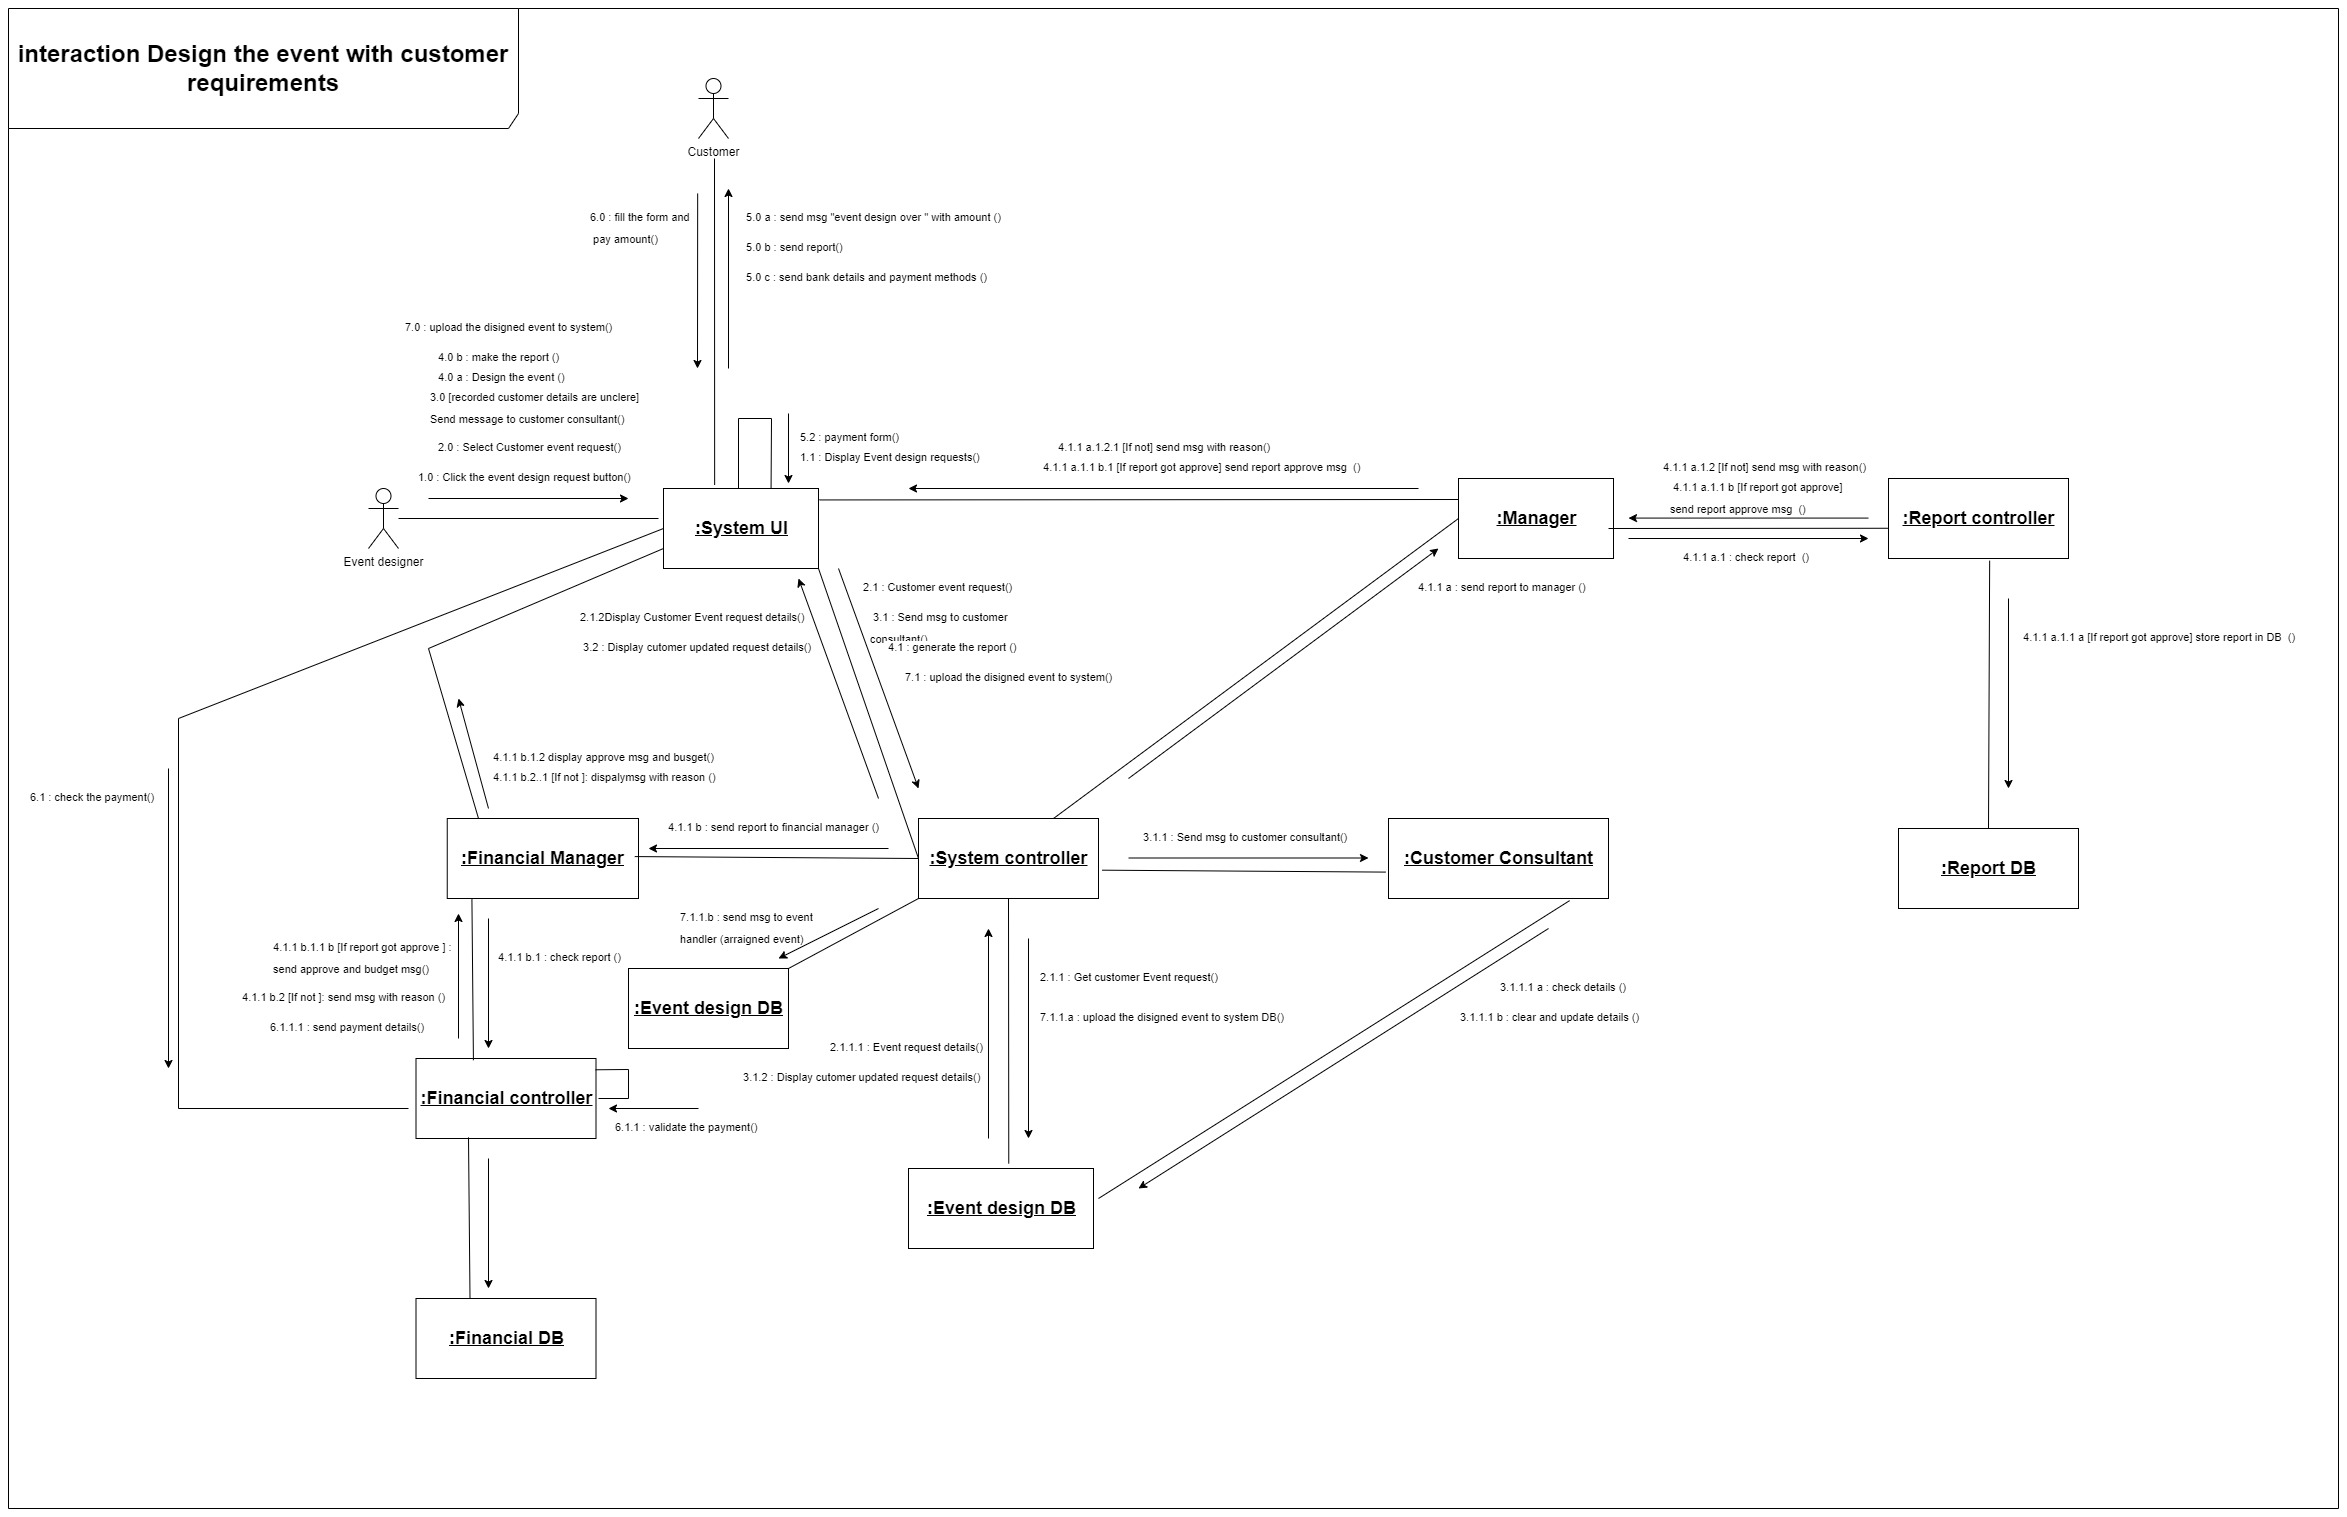 interaction Design the event with customer
requirements
Customer
6.0 : fill the form and
pay amount()
5.0 a : send msg "event design over " with amount ()
5.0 b : send report()
5.0 c : send bank details and payment methods ()
7.0 : upload the disigned event to system()
4.0 b : make the report ()
4.0 a : Design the event ()
3.0 [recorded customer details are unclere]
Send message to customer consultant()
2.0 : Select Customer event request()
1.0 : Click the event design request button()
Event designer
5.2 : payment form()
1.1 : Display Event design requests()
:System UI
4.1.1 a.1.2.1 [If not] send msg with reason()
4.1.1 a.1.1 b.1 [If report got approve] send report approve msg  ()
:Manager
4.1.1 a.1.2 [If not] send msg with reason()
4.1.1 a.1.1 b [If report got approve]
send report approve msg  ()
4.1.1 a.1 : check report  ()
:Report controller
4.1.1 a : send report to manager ()
2.1 : Customer event request()
3.1 : Send msg to customer
consultant()
4.1 : generate the report ()
7.1 : upload the disigned event to system()
2.1.2Display Customer Event request details()
3.2 : Display cutomer updated request details()
4.1.1 a.1.1 a [If report got approve] store report in DB  ()
4.1.1 b.1.2 display approve msg and busget()
4.1.1 b.2..1 [If not ]: dispalymsg with reason ()
6.1 : check the payment()
4.1.1 b : send report to financial manager ()
:Financial Manager
:System controller
3.1.1 : Send msg to customer consultant()
:Customer Consultant
:Report DB
7.1.1.b : send msg to event
handler (arraigned event)
4.1.1 b.1.1 b [If report got approve ] :
send approve and budget msg()
4.1.1 b.2 [If not ]: send msg with reason ()
6.1.1.1 : send payment details()
4.1.1 b.1 : check report ()
:Event design DB
2.1.1 : Get customer Event request()
7.1.1.a : upload the disigned event to system DB()
2.1.1.1 : Event request details()
3.1.2 : Display cutomer updated request details()
3.1.1.1 a : check details ()
3.1.1.1 b : clear and update details ()
:Financial controller
6.1.1 : validate the payment()
:Event design DB
:Financial DB